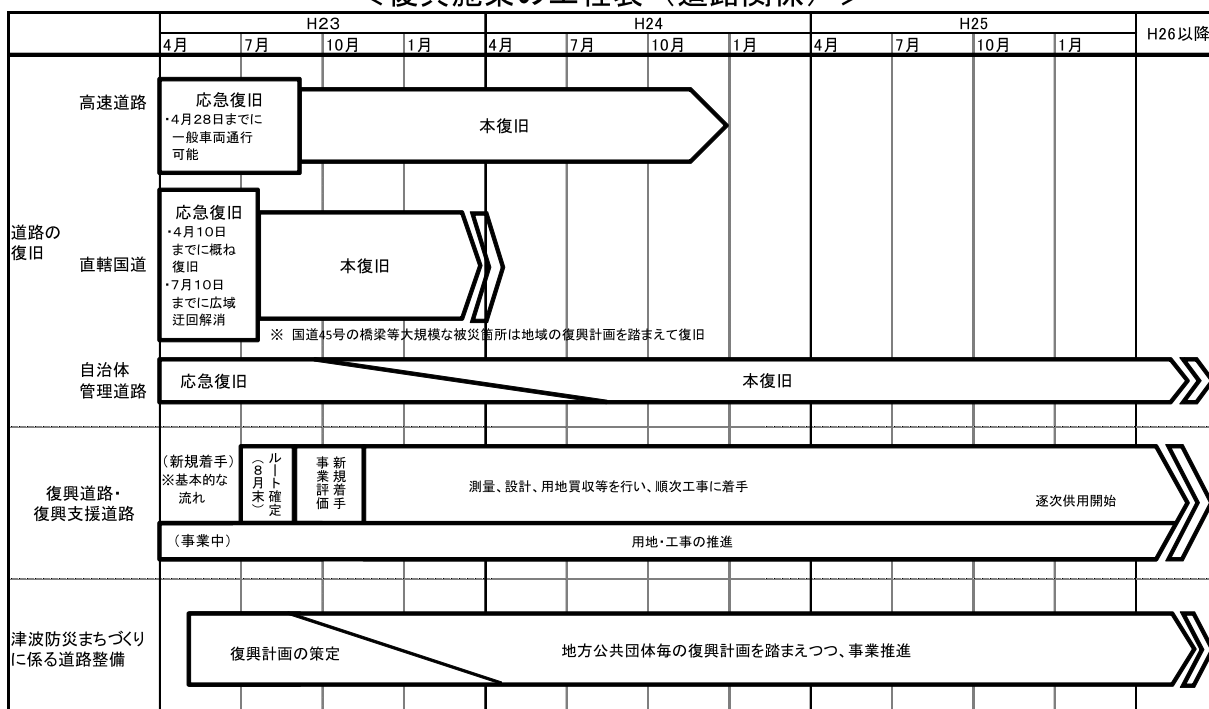 ＜復興施策の工程表（道路関係）＞
H23
H24
H25
H26以降
4月
7月
10月
1月
4月
7月
10月
1月
4月
7月
10月
1月
道路の
復旧
高速道路
応急復旧
・4月28日までに
一般車両通行
可能
本復旧
直轄国道
応急復旧
・4月10日
までに概ね
復旧
・7月10日
までに広域
迂回解消
本復旧
※ 国道45号の橋梁等大規模な被災箇所は地域の復興計画を踏まえて復旧
自治体
管理道路
応急復旧
本復旧
復興道路・
復興支援道路
(新規着手)
※基本的な
流れ
ルート確定
(8月末)
新規着手
事業評価
測量、設計、用地買収等を行い、順次工事に着手
逐次供用開始
(事業中)
用地・工事の推進
津波防災まちづくり
に係る道路整備
復興計画の策定
地方公共団体毎の復興計画を踏まえつつ、事業推進